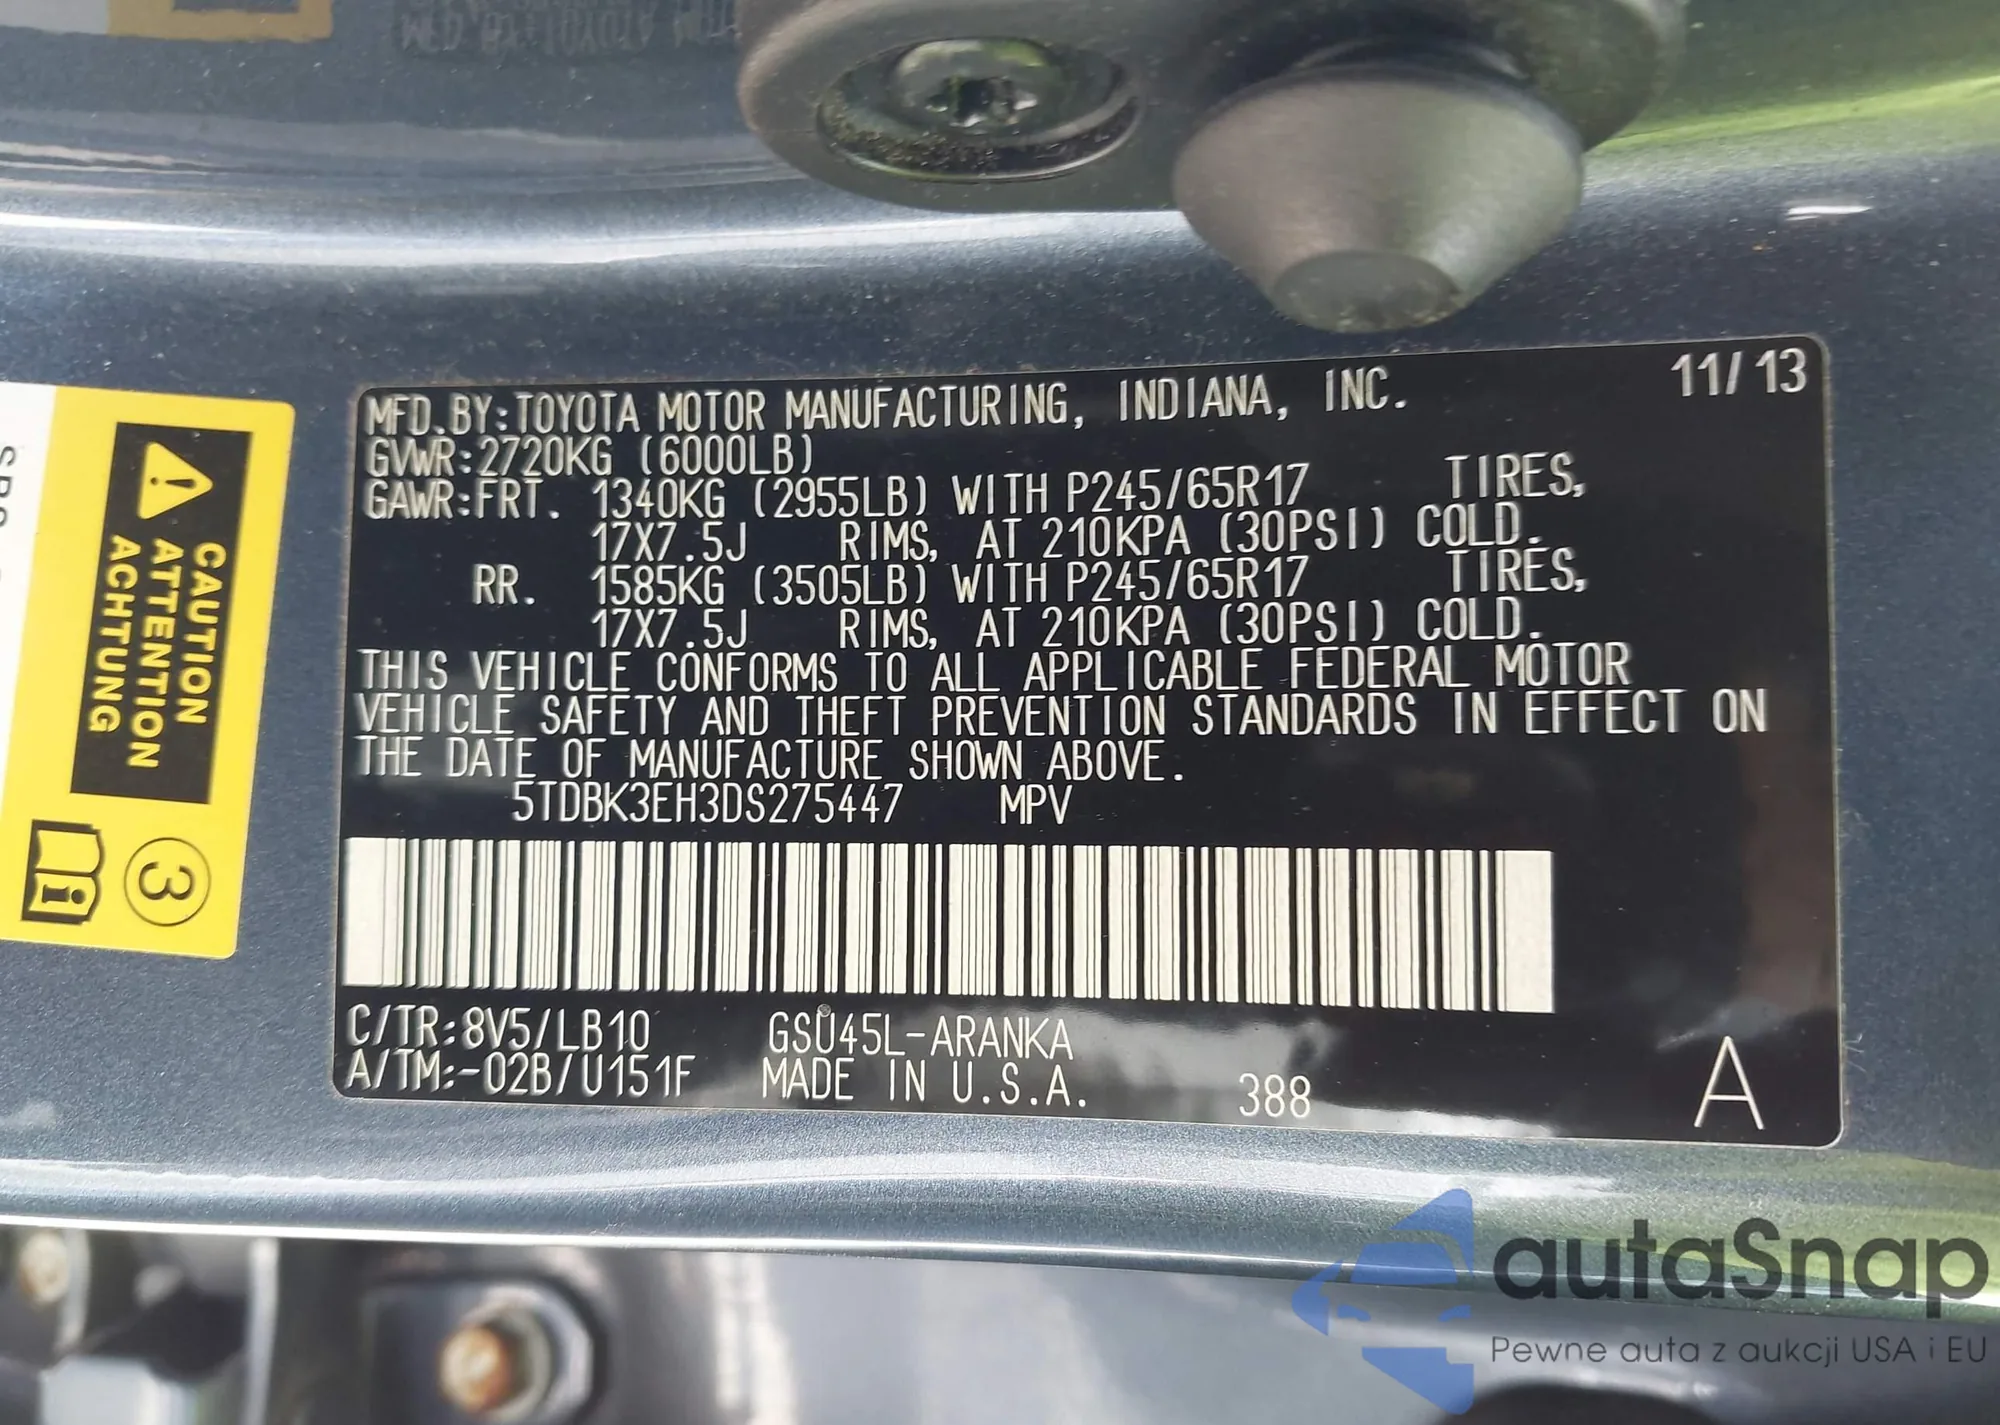 MFD.BY:TOYOTA MOTOR MANUFACTURING, INDIANA, INC. 11/13
GVWR:2720KG (6000LB)
GAWR:FRT. 1340KG (2955LB) WITH P245/65R17 TIRES,
17X7.5J RIMS, AT 210KPA (30PSI) COLD.
RR. 1585KG (3505LB) WITH P245/65R17 TIRES,
17X7.5J RIMS, AT 210KPA (30PSI) COLD.
THIS VEHICLE CONFORMS TO ALL APPLICABLE FEDERAL MOTOR
VEHICLE SAFETY AND THEFT PREVENTION STANDARDS IN EFFECT ON
THE DATE OF MANUFACTURE SHOWN ABOVE.
5TDBK3EH3DS275447 MPV
C/TR:8V5/LB10 GSU45L-ARANKA
A/TM:-02B/U151F MADE IN U.S.A. 388 A
CAUTION
ATTENTION
ACHTUNG
3
autaSnap
Pewne auta z aukcji USA i EU